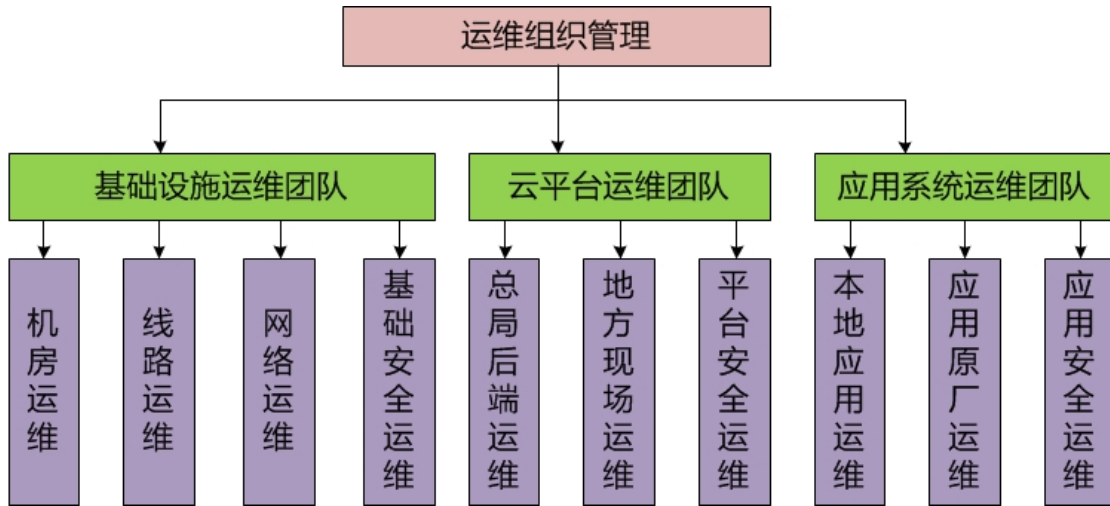 运维组织管理
基础设施运维团队
云平台运维团队
应用系统运维团队
机房运维
线路运维
网络运维
基础安全运维
总局后端运维
地方现场运维
平台安全运维
本地应用运维
应用原厂运维
应用安全运维